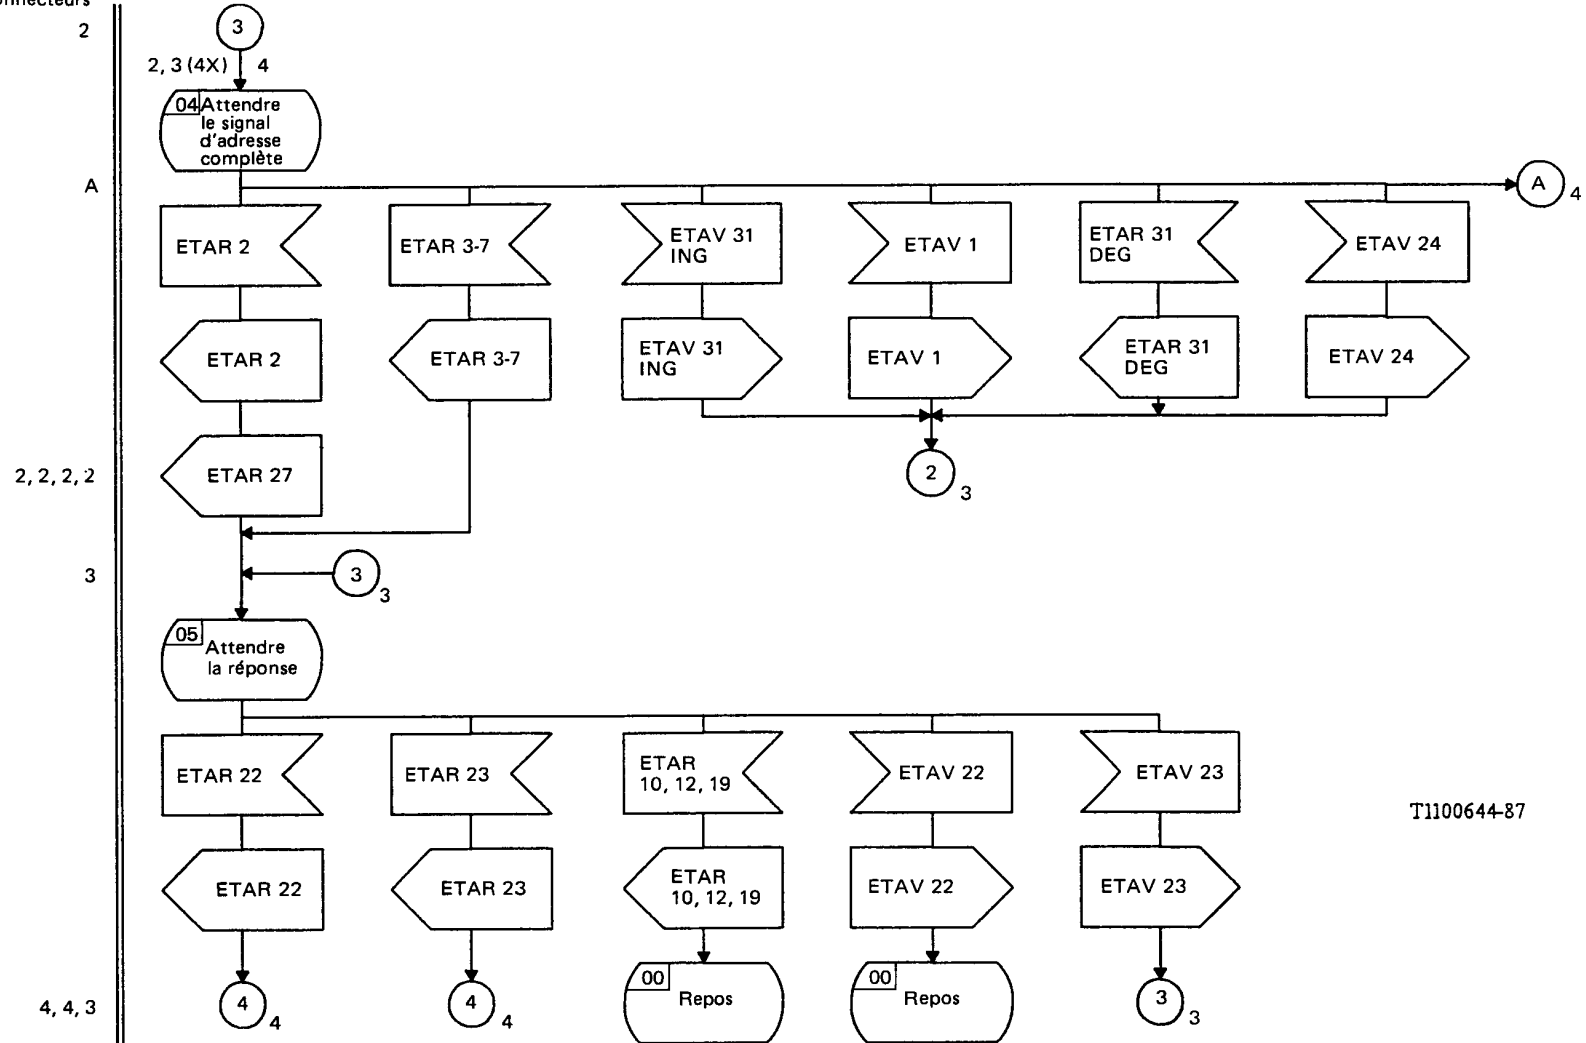 onnecteurs
2
3
2, 3 (4X) 4
04 Attendre
le signal
d'adresse
complète
A
A
4
ETAR 2
ETAR 3-7
ETAV 31
ING
ETAV 1
ETAR 31
DEG
ETAV 24
ETAR 2
ETAR 3-7
ETAV 31
ING
ETAV 1
ETAR 31
DEG
ETAV 24
2, 2, 2, 2
ETAR 27
2
3
3
3
3
05
Attendre
la réponse
ETAR 22
ETAR 23
ETAR
10, 12, 19
ETAV 22
ETAV 23
T1100644-87
ETAR 22
ETAR 23
ETAR
10, 12, 19
ETAV 22
ETAV 23
4, 4, 3
4
4
4
4
00
Repos
00
Repos
3
3